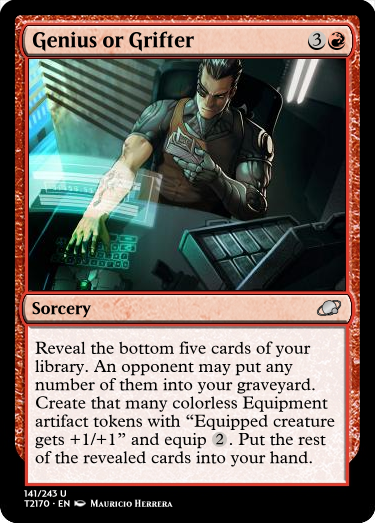 Genius or Grifter 3
Sorcery
Reveal the bottom five cards of your
library. An opponent may put any
number of them into your graveyard.
Create that many colorless Equipment
artifact tokens with “Equipped creature
gets +1/+1” and equip 2. Put the rest
of the revealed cards into your hand.
141/243 U
T2170 • EN Mauricio Herrera